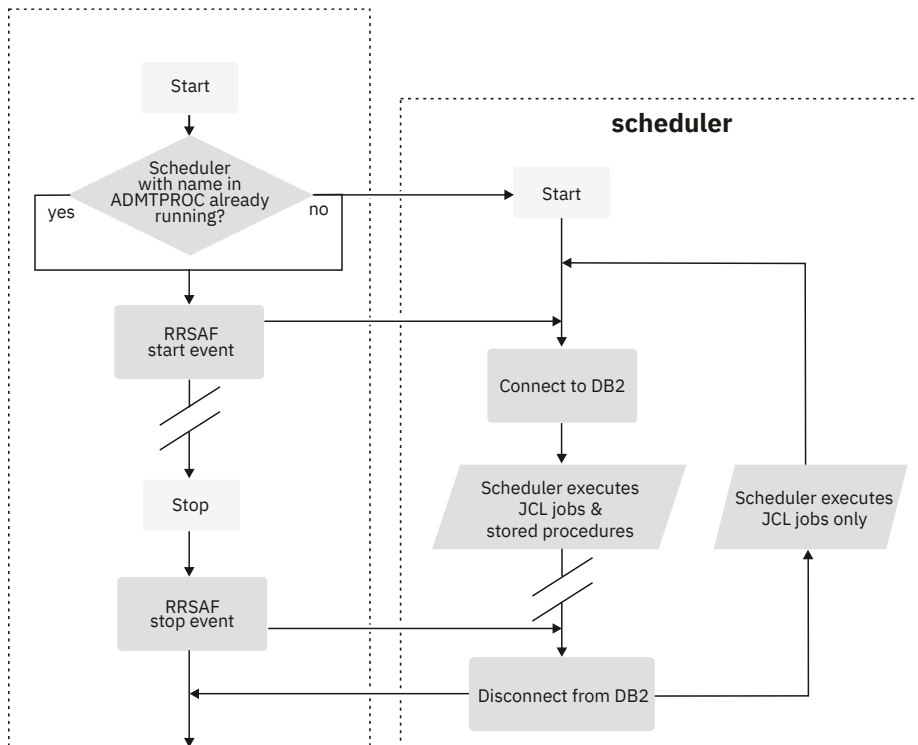 Start
Scheduler
with name in
ADMTPROC already
running?
yes
no
RRSAF
start event
Stop
RRSAF
stop event
scheduler
Start
Connect to DB2
Scheduler executes
JCL jobs &
stored procedures
Scheduler executes
JCL jobs only
Disconnect from DB2